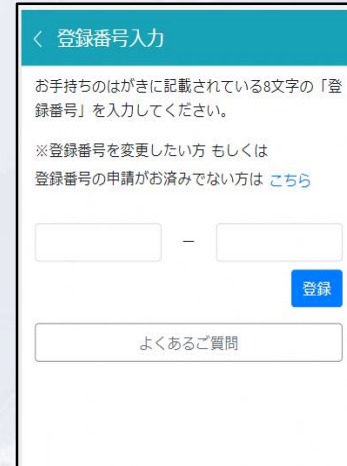 < 登録番号入力
お手持ちのはがきに記載されている8文字の「登
録番号」を入力してください。
※登録番号を変更したい方 もしくは
登録番号の申請がお済みでない方は こちら
–
登録
よくあるご質問